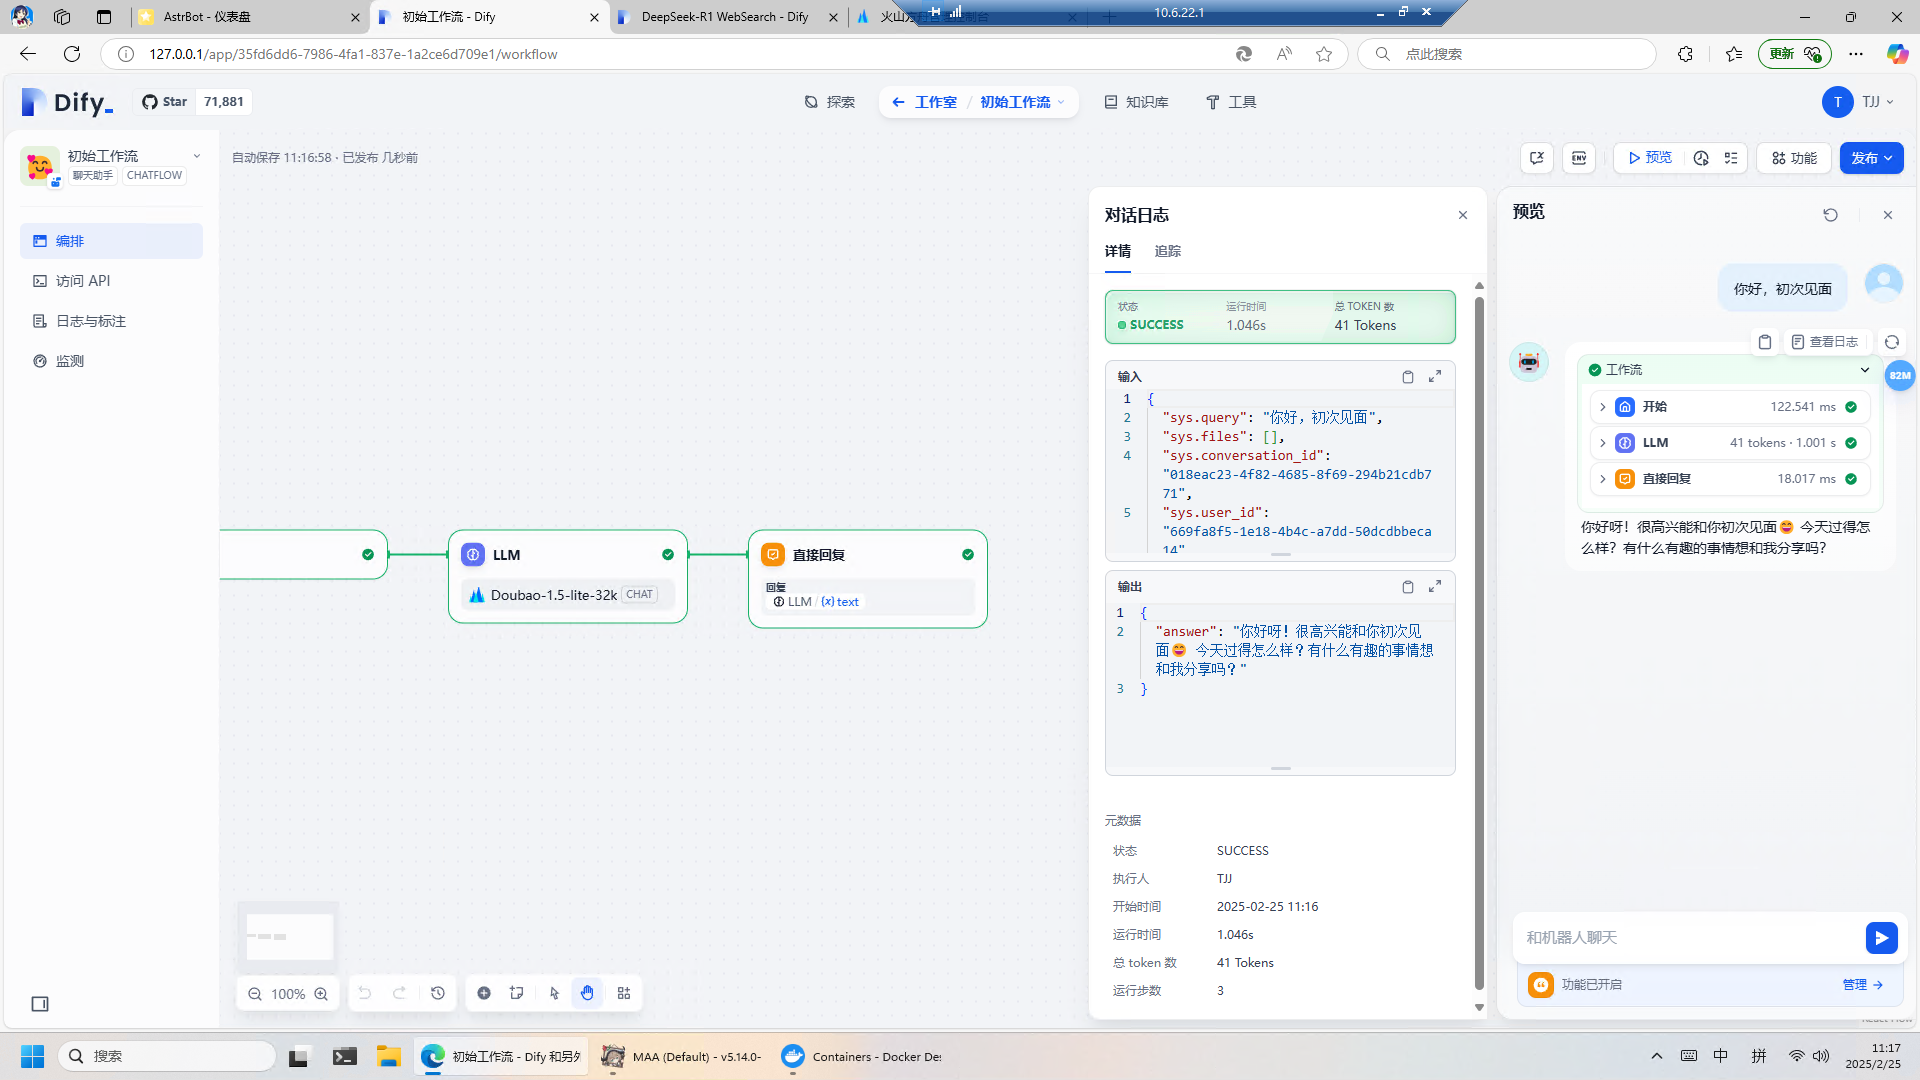 AstrBot - 仪表盘
初始工作流 - Dify
DeepSeek-R1 WebSearch - Dify
10.6.22.1
127.0.0.1/app/35fd6dd6-7986-4fa1-837e-1a2ce6d709e1/workflow
点此搜索
更新
Dify_
Star 71,881
探索
工作室 / 初始工作流
知识库
工具
T TJJ
初始工作流
聊天助手 CHATFLOW
编排
访问 API
日志与标注
监测
自动保存 11:16:58 · 已发布 几秒前
ENV
预览
功能
发布
LLM
Doubao-1.5-lite-32k CHAT
直接回复
回复
LLM / (x) text
100%
对话日志
详情 追踪
状态 运行时间 总 TOKEN 数
SUCCESS 1.046s 41 Tokens
输入
1 {
2 "sys.query": "你好，初次见面",
3 "sys.files": [],
4 "sys.conversation_id":
"018eac23-4f82-4685-8f69-294b21cdb7
71",
5 "sys.user_id":
"669fa8f5-1e18-4b4c-a7dd-50dcdbbeca
14"
输出
1 {
2 "answer": "你好呀！很高兴能和你初次见
面😄 今天过得怎么样？有什么有趣的事情想
和我分享吗？"
3 }
元数据
状态 SUCCESS
执行人 TJJ
开始时间 2025-02-25 11:16
运行时间 1.046s
总 token 数 41 Tokens
运行步数 3
预览
你好，初次见面
查看日志
82M
工作流
开始 122.541 ms
LLM 41 tokens · 1.001 s
直接回复 18.017 ms
你好呀！很高兴能和你初次见面😄 今天过得怎
么样？有什么有趣的事情想和我分享吗？
和机器人聊天
功能已开启
管理 →
React Flow
搜索
初始工作流 - Dify 和另外
MAA (Default) - v5.14.0-
Containers - Docker Des
中
拼
11:17
2025/2/25